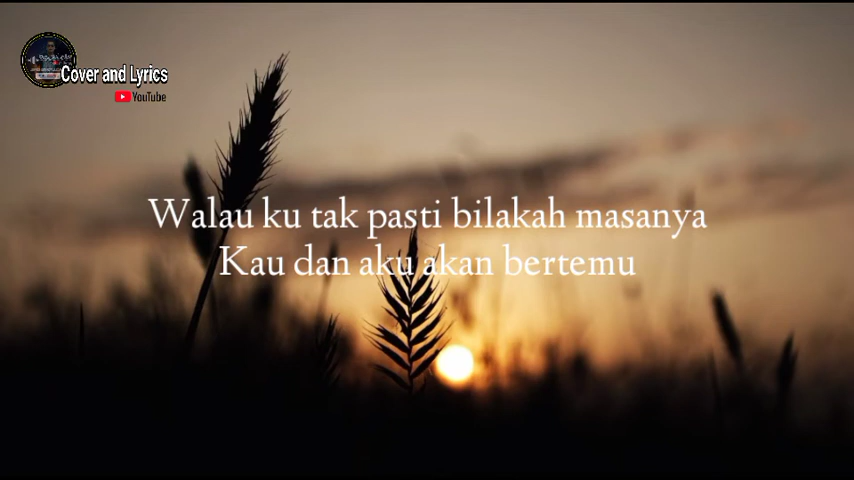 Cover and Lyrics
YouTube
Walau ku tak pasti bilakah masanya
Kau dan aku akan bertemu